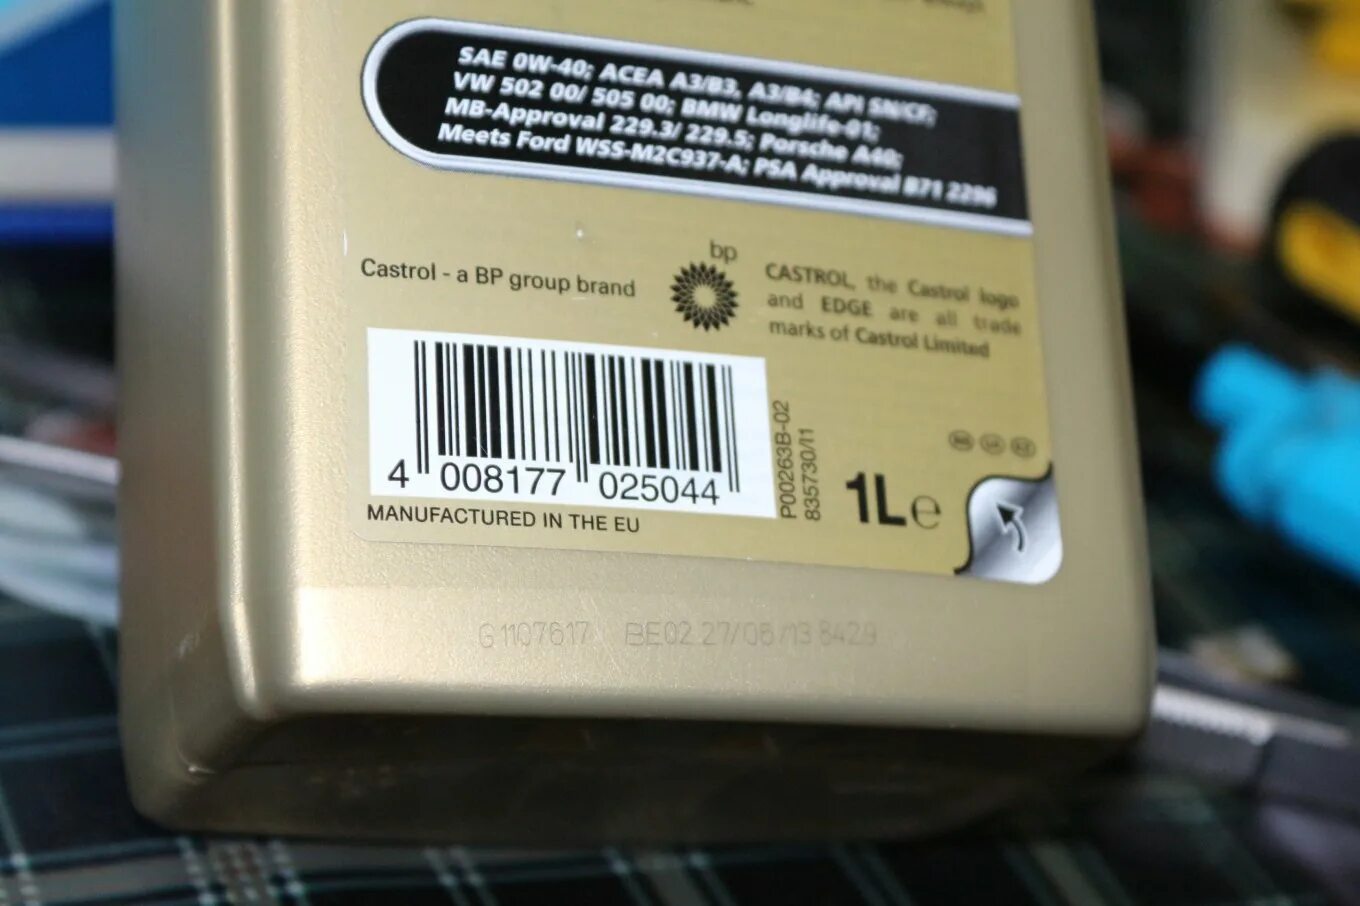 SAE 0W-40; ACEA A3/B3, A3/B4; API SN/CF;
VW 502 00/ 505 00; BMW Longlife-01;
MB-Approval 229.3/ 229.5; Porsche A40;
Meets Ford WSS-M2C937-A; PSA Approval B71 2296
bp
Castrol - a BP group brand
CASTROL, the Castrol logo
and EDGE are all trade
marks of Castrol Limited
4 008177 025044
MANUFACTURED IN THE EU
P00263B-02
835730/I1
1L e
G1107617 BE02 27/06/13 8429